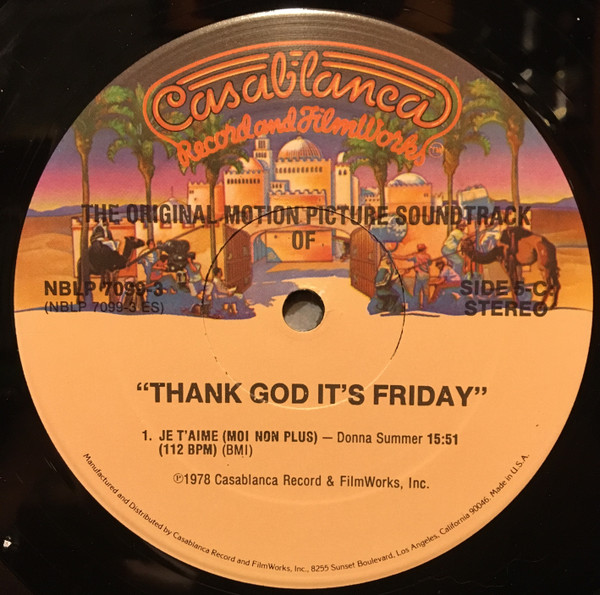 Casablanca
Record and FilmWorks
TM
THE ORIGINAL MOTION PICTURE SOUNDTRACK
OF
NBLP 7099-3
(NBLP 7099-3 ES)
SIDE 5-C
STEREO
“THANK GOD IT’S FRIDAY”
1. JE T’AIME (MOI NON PLUS) — Donna Summer 15:51
(112 BPM) (BMI)
℗1978 Casablanca Record & FilmWorks, Inc.
Manufactured and Distributed by Casablanca Record and FilmWorks, Inc., 8255 Sunset Boulevard, Los Angeles, California 90046. Made in U.S.A.